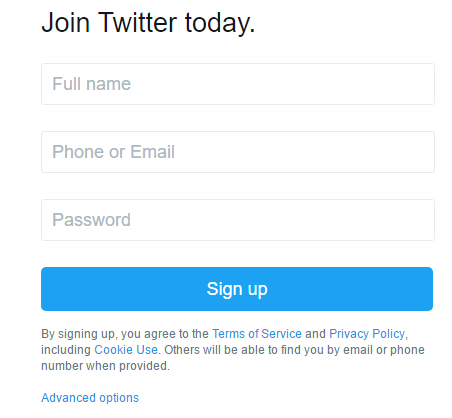 Join Twitter today.
Full name
Phone or Email
Password
Sign up
By signing up, you agree to the Terms of Service and Privacy Policy,
including Cookie Use. Others will be able to find you by email or phone
number when provided.
Advanced options